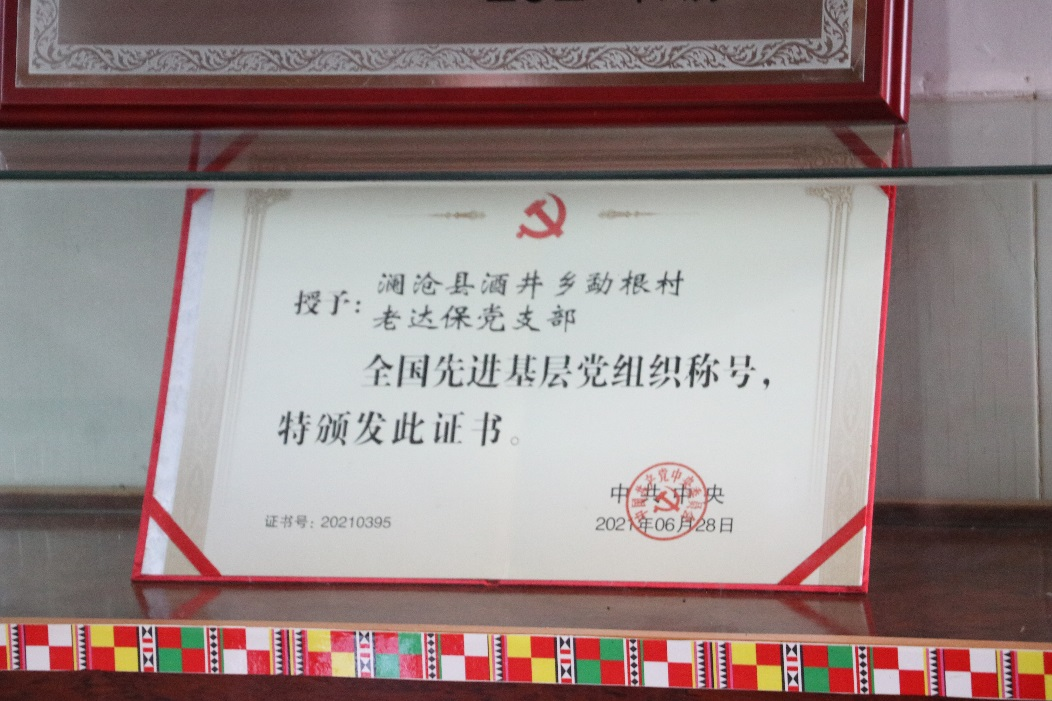 授予：澜沧县酒井乡勐根村
老达保党支部
全国先进基层党组织称号，
特颁发此证书。
中共中央
证书号：20210395
2021年06月28日